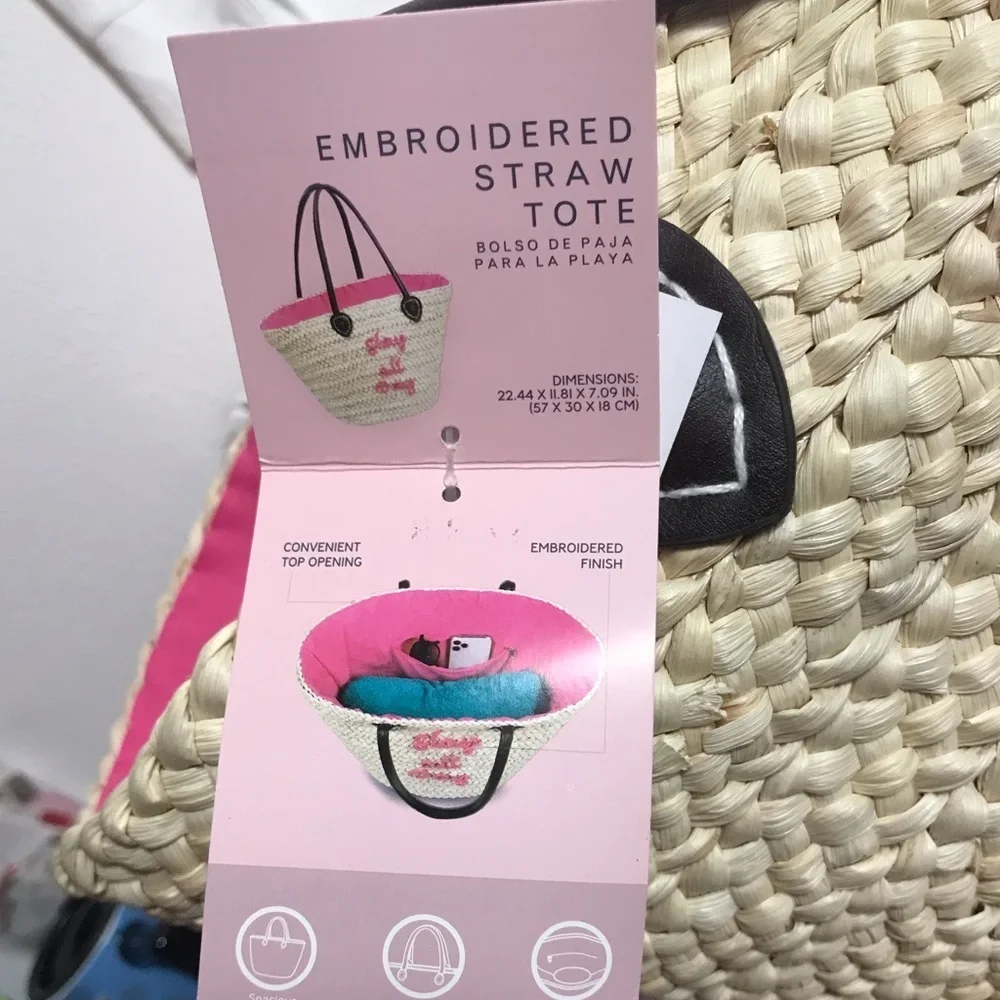 EMBROIDERED
STRAW
TOTE
BOLSO DE PAJA
PARA LA PLAYA
DIMENSIONS:
22.44 X 11.81 X 7.09 IN.
(57 X 30 X 18 CM)
CONVENIENT
TOP OPENING
EMBROIDERED
FINISH
Spacious